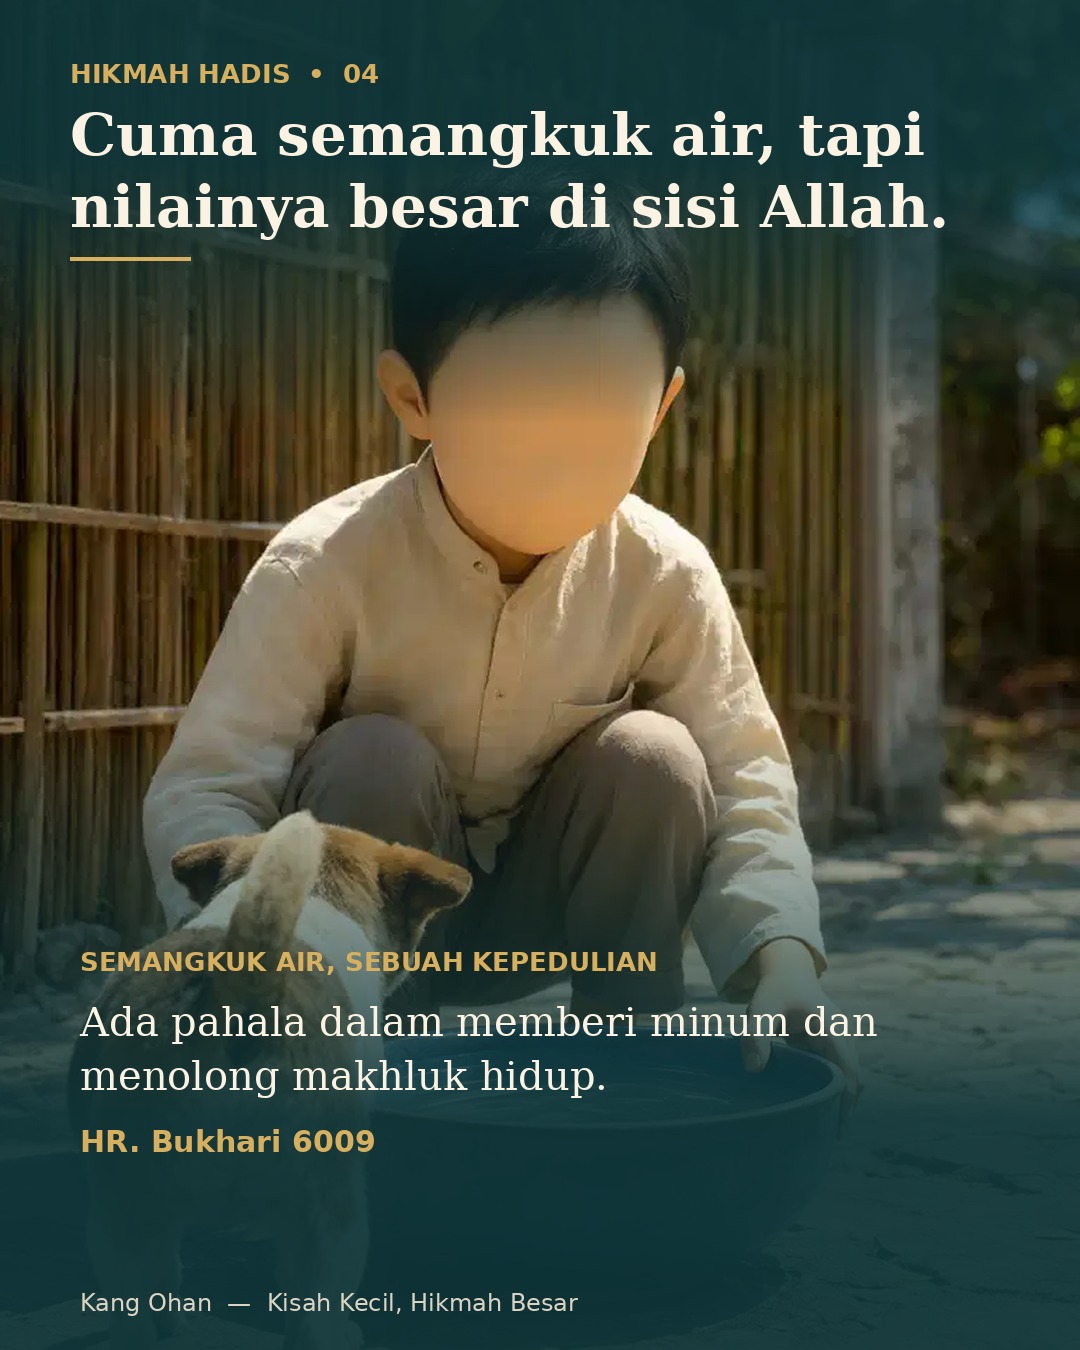 HIKMAH HADIS • 04
Cuma semangkuk air, tapi
nilainya besar di sisi Allah.
SEMANGKUK AIR, SEBUAH KEPEDULIAN
Ada pahala dalam memberi minum dan
menolong makhluk hidup.
HR. Bukhari 6009
Kang Ohan — Kisah Kecil, Hikmah Besar